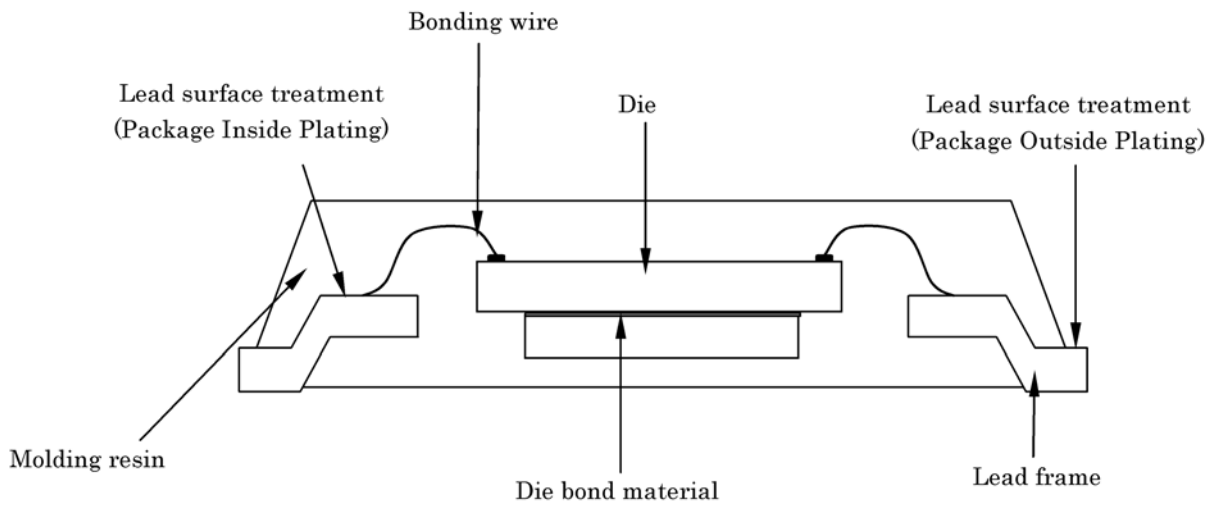 Bonding wire
Lead surface treatment
(Package Inside Plating)
Die
Lead surface treatment
(Package Outside Plating)
Molding resin
Die bond material
Lead frame